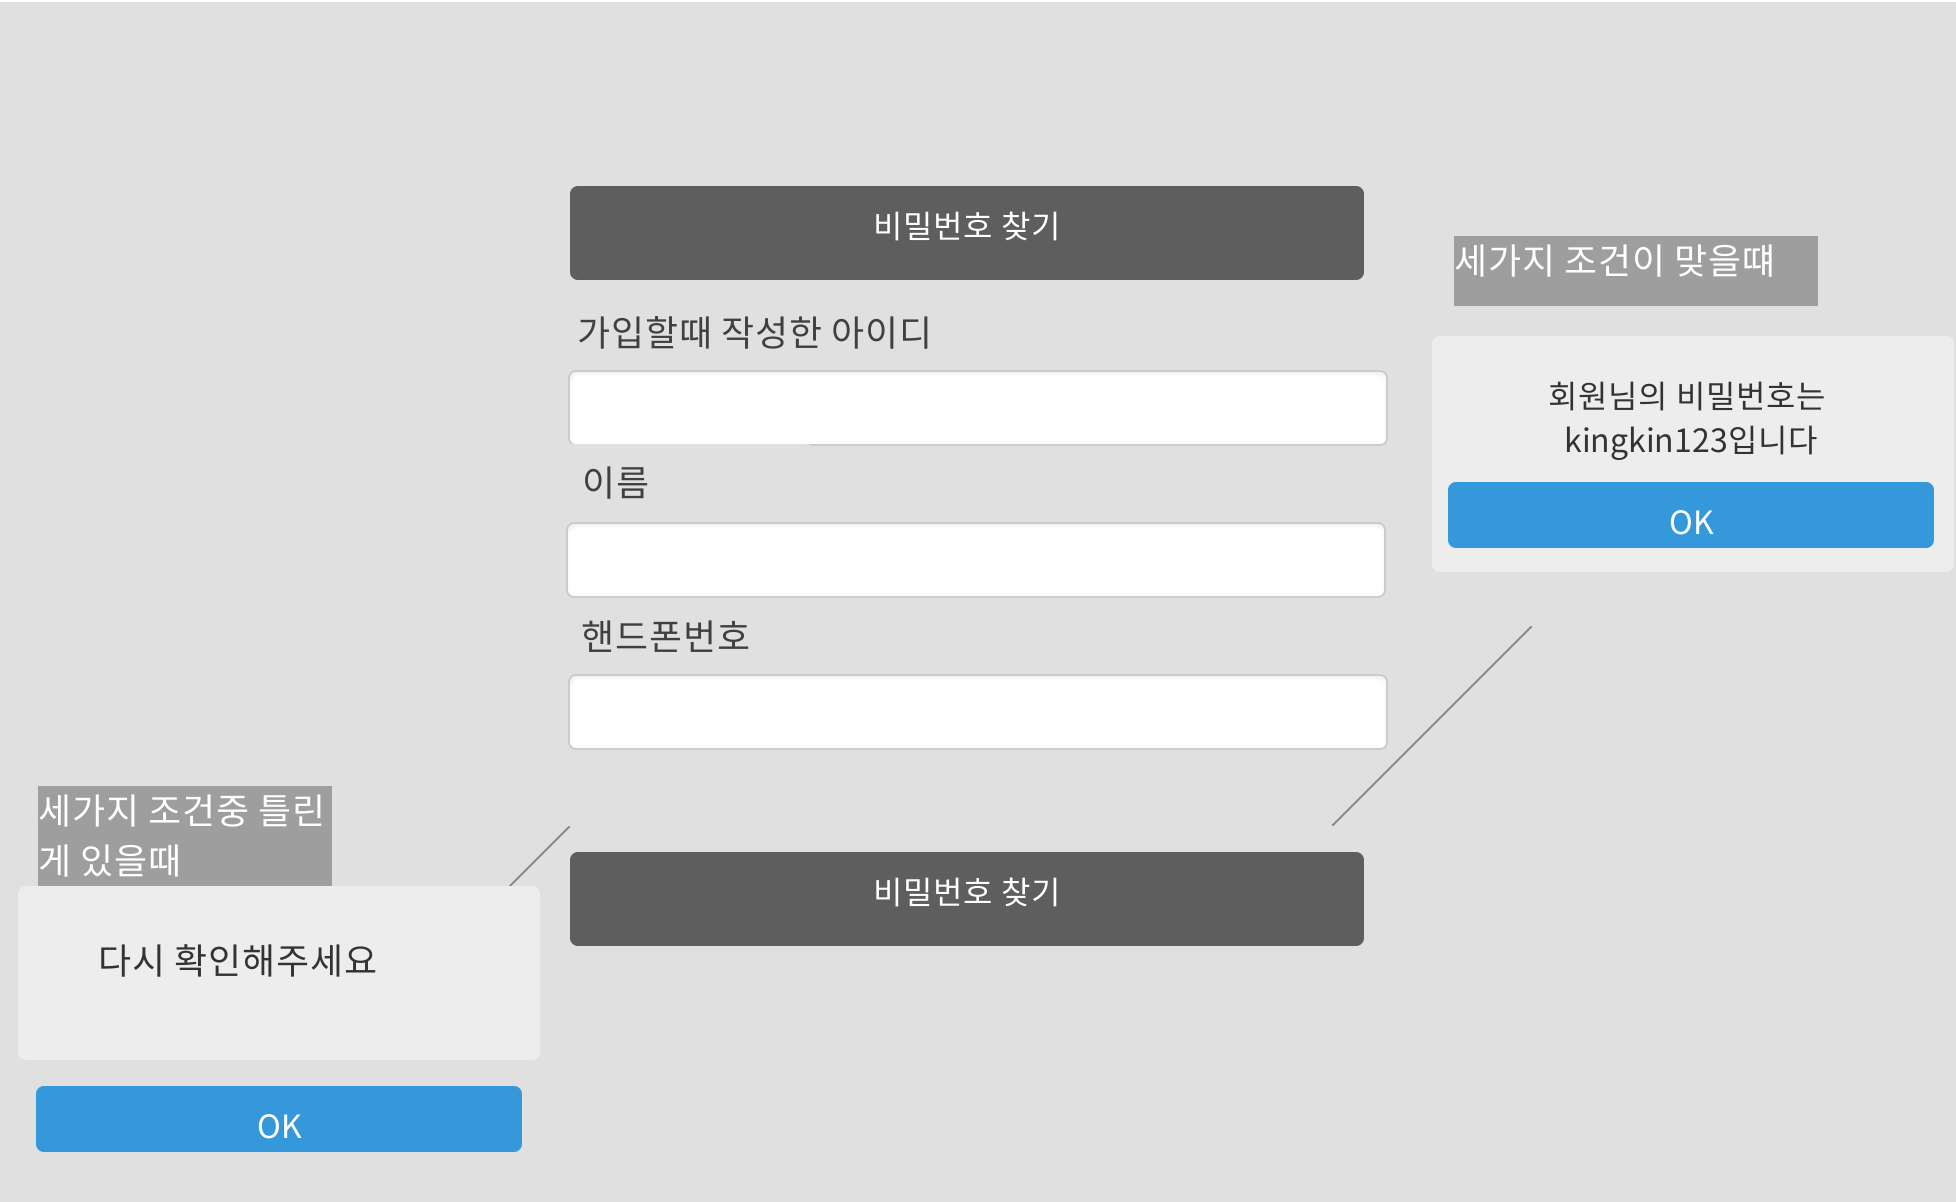 비밀번호 찾기
가입할때 작성한 아이디
이름
핸드폰번호
비밀번호 찾기
세가지 조건이 맞을떄
회원님의 비밀번호는
kingkin123입니다
OK
세가지 조건중 틀린
게 있을때
다시 확인해주세요
OK